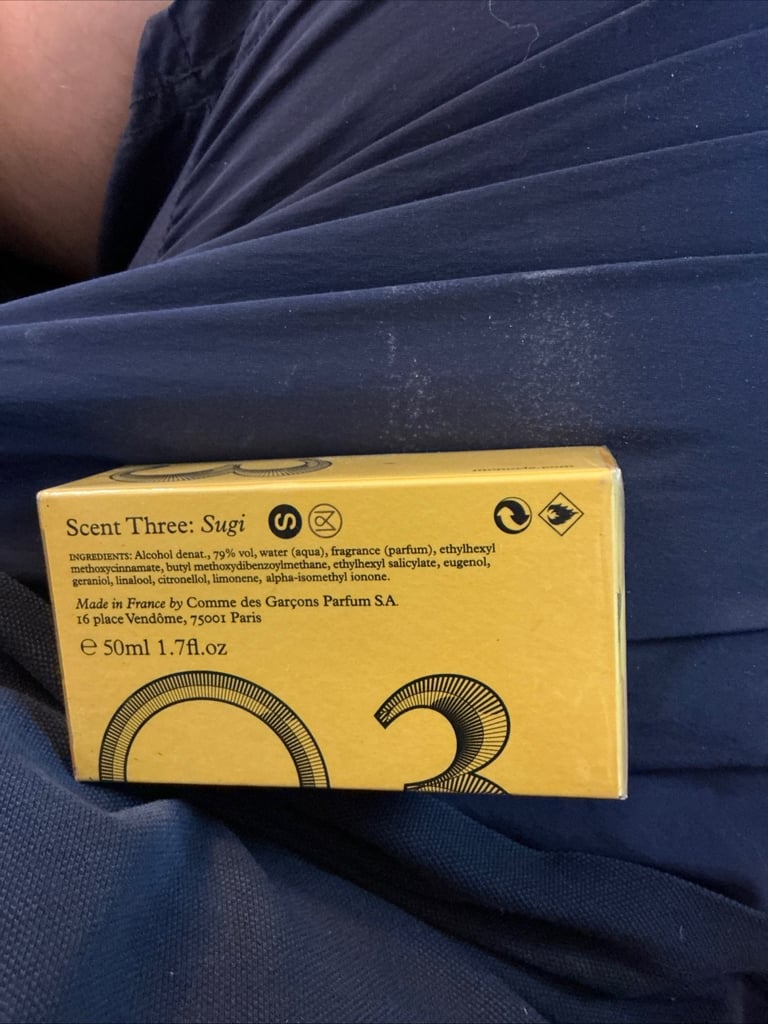 Scent Three: Sugi
INGREDIENTS: Alcohol denat., 79% vol, water (aqua), fragrance (parfum), ethylhexyl
methoxycinnamate, butyl methoxydibenzoylmethane, ethylhexyl salicylate, eugenol,
geraniol, linalool, citronellol, limonene, alpha-isomethyl ionone.
Made in France by Comme des Garçons Parfum S.A.
16 place Vendôme, 75001 Paris
℮ 50ml 1.7fl.oz
03